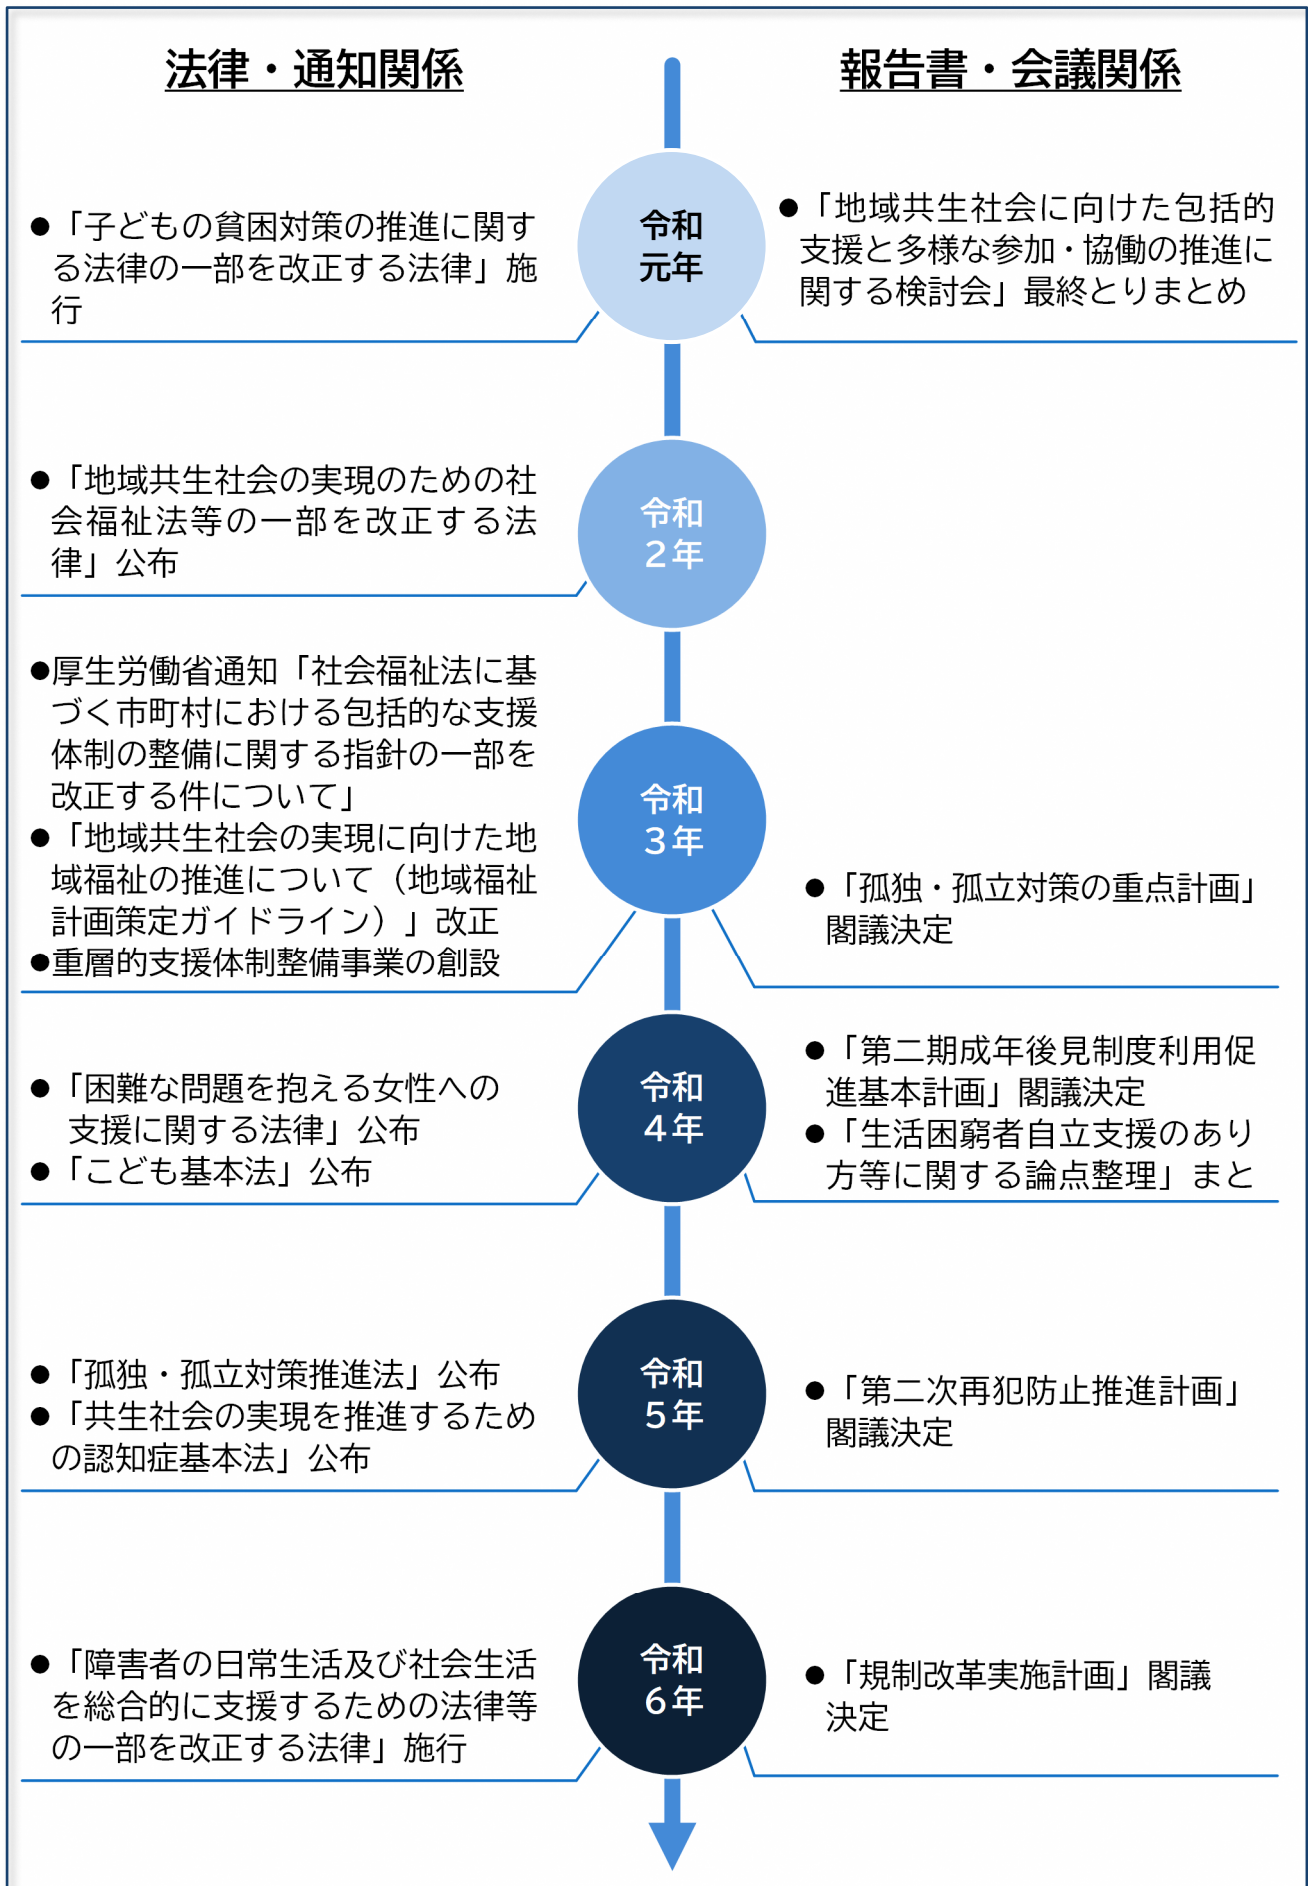 法律・通知関係
報告書・会議関係
令和
元年
●「子どもの貧困対策の推進に関す
る法律の一部を改正する法律」施
行
●「地域共生社会に向けた包括的
支援と多様な参加・協働の推進に
関する検討会」最終とりまとめ
令和
２年
●「地域共生社会の実現のための社
会福祉法等の一部を改正する法
律」公布
令和
３年
●厚生労働省通知「社会福祉法に基
づく市町村における包括的な支援
体制の整備に関する指針の一部を
改正する件について」
●「地域共生社会の実現に向けた地
域福祉の推進について（地域福祉
計画策定ガイドライン）」改正
●重層的支援体制整備事業の創設
●「孤独・孤立対策の重点計画」
閣議決定
令和
４年
●「困難な問題を抱える女性への
支援に関する法律」公布
●「こども基本法」公布
●「第二期成年後見制度利用促
進基本計画」閣議決定
●「生活困窮者自立支援のあり
方等に関する論点整理」まと
令和
５年
●「孤独・孤立対策推進法」公布
●「共生社会の実現を推進するため
の認知症基本法」公布
●「第二次再犯防止推進計画」
閣議決定
令和
６年
●「障害者の日常生活及び社会生活
を総合的に支援するための法律等
の一部を改正する法律」施行
●「規制改革実施計画」閣議
決定